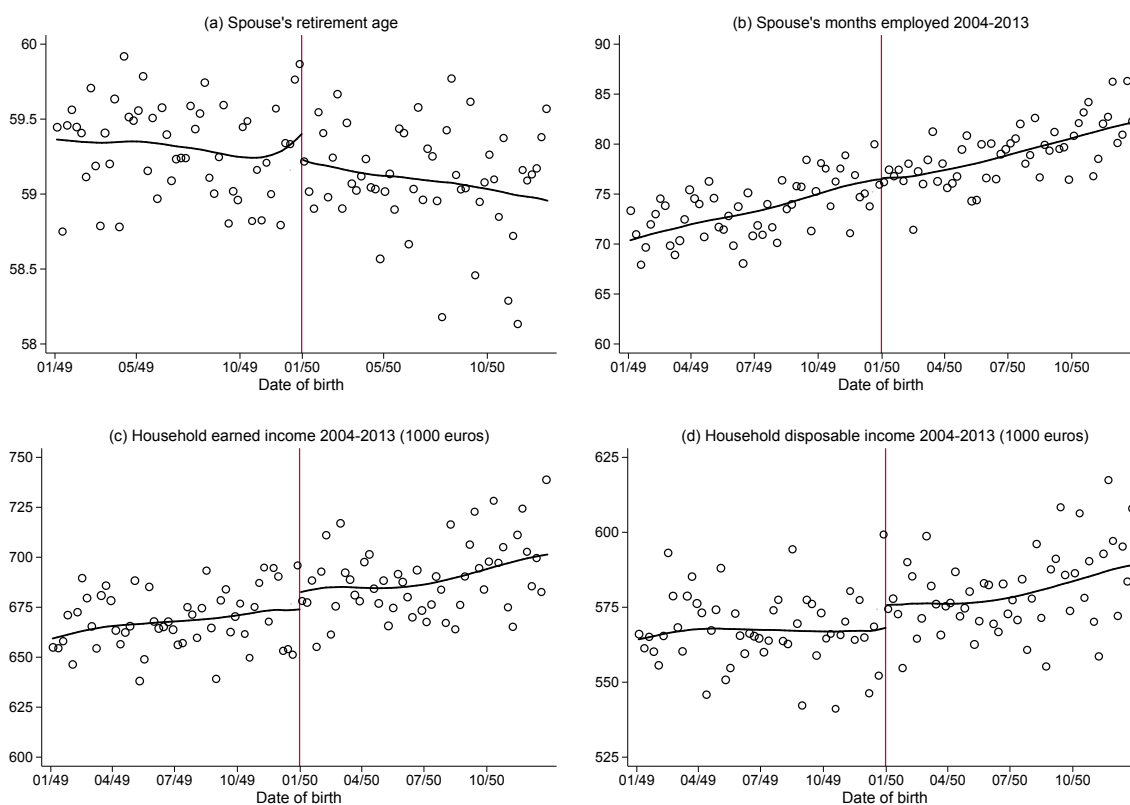 (a) Spouse's retirement age
60
59.5
59
58.5
58
01/49 05/49 10/49 01/50 05/50 10/50
Date of birth
(b) Spouse's months employed 2004-2013
90
85
80
75
70
65
60
01/49 04/49 07/49 10/49 01/50 04/50 07/50 10/50
Date of birth
(c) Household earned income 2004-2013 (1000 euros)
750
725
700
675
650
625
600
01/49 04/49 07/49 10/49 01/50 04/50 07/50 10/50
Date of birth
(d) Household disposable income 2004-2013 (1000 euros)
625
600
575
550
525
01/49 04/49 07/49 10/49 01/50 04/50 07/50 10/50
Date of birth